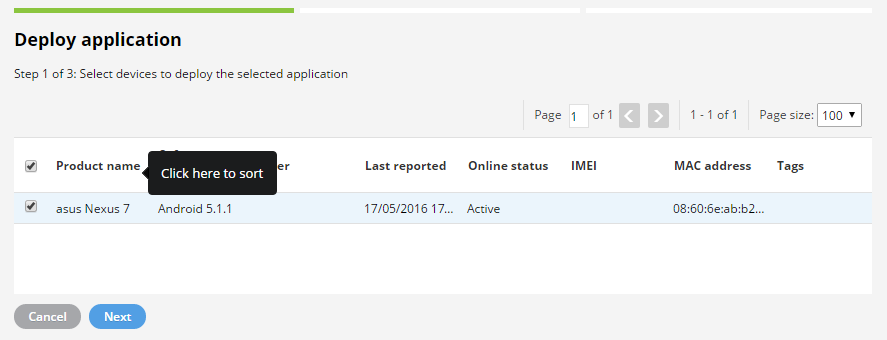 Deploy application
Step 1 of 3: Select devices to deploy the selected application
Page 1 of 1 1 - 1 of 1 Page size: 100
Product name Last reported Online status IMEI MAC address Tags
Click here to sort
asus Nexus 7 Android 5.1.1 17/05/2016 17... Active 08:60:6e:ab:b2...
Cancel Next